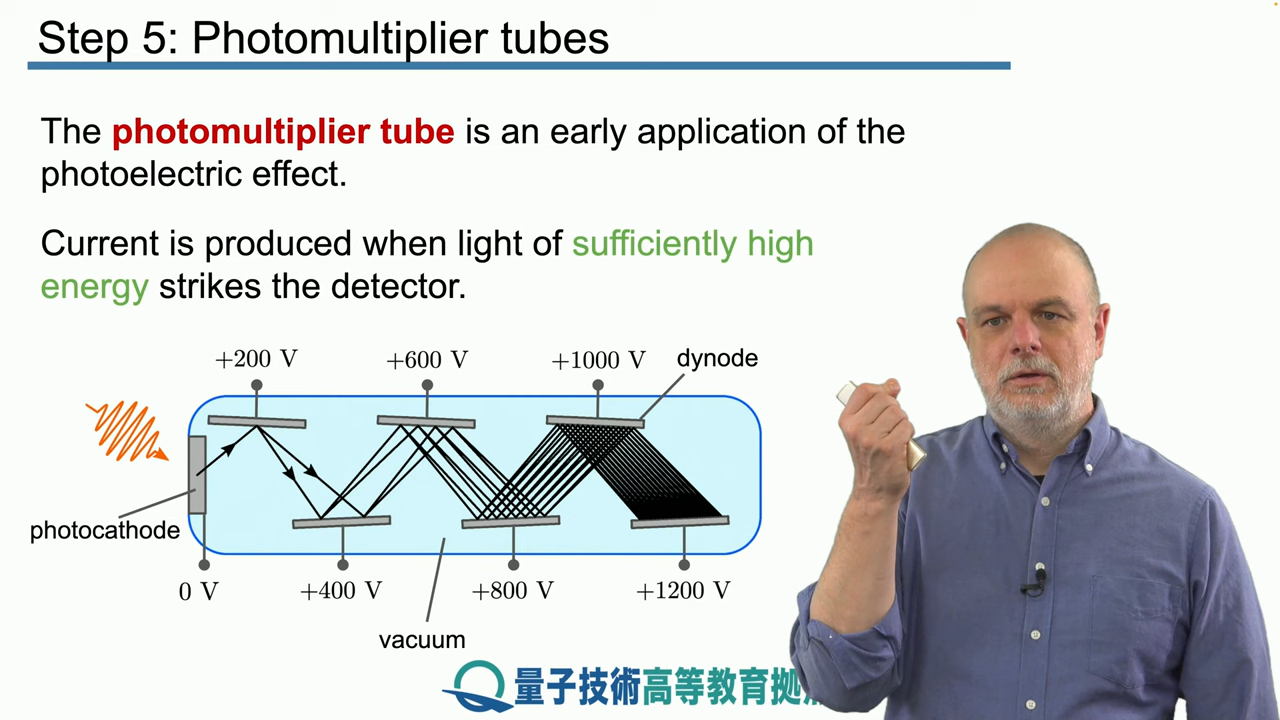 Step 5: Photomultiplier tubes
The photomultiplier tube is an early application of the
photoelectric effect.
Current is produced when light of sufficiently high
energy strikes the detector.
+200 V
+600 V
+1000 V
dynode
photocathode
0 V
+400 V
+800 V
+1200 V
vacuum
量子技術高等教育拠